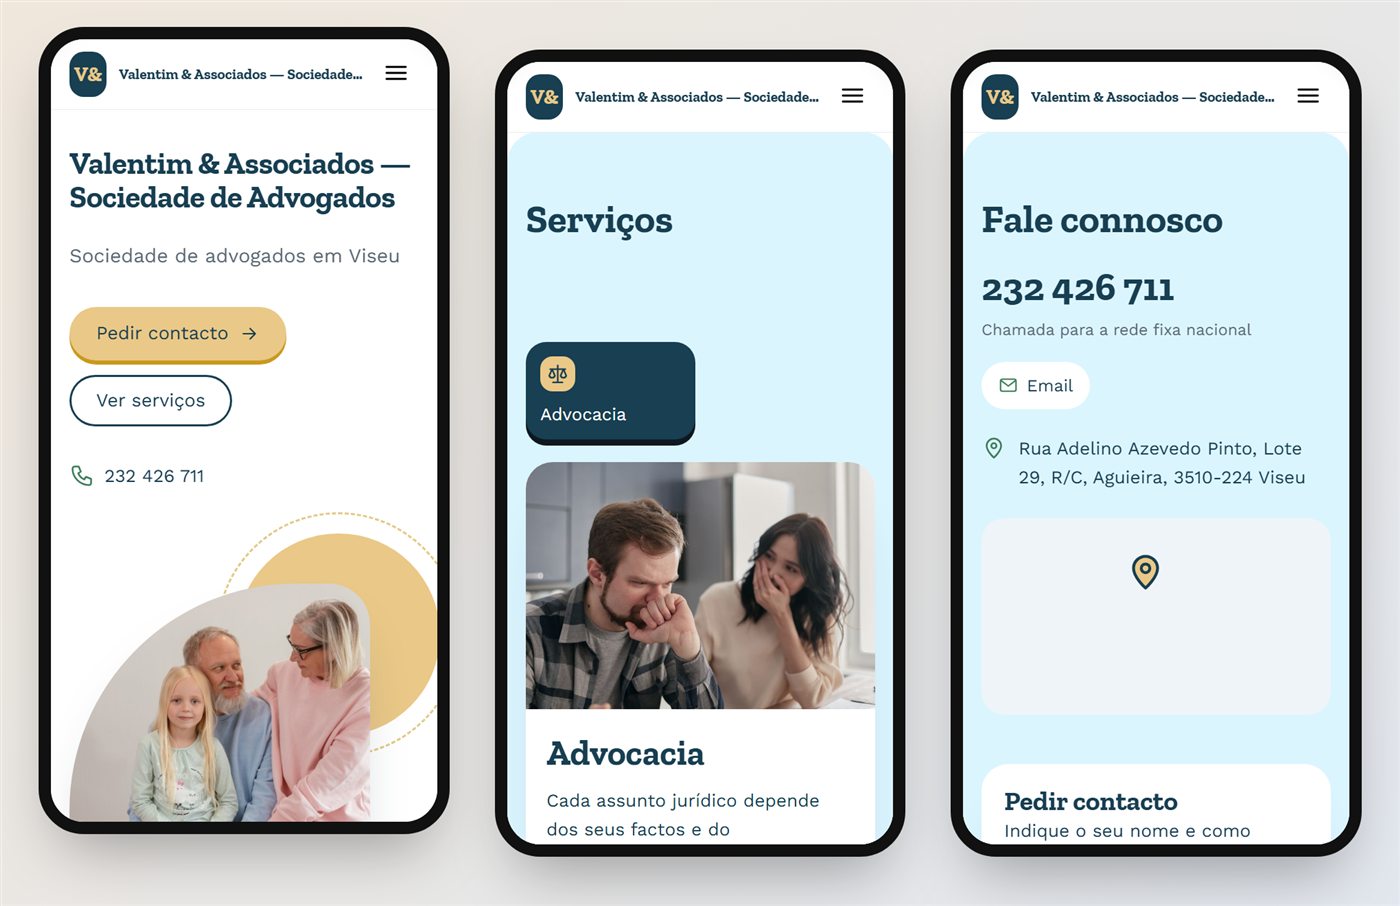 V& Valentim & Associados — Sociedade...
Valentim & Associados —
Sociedade de Advogados
Sociedade de advogados em Viseu
Pedir contacto →
Ver serviços
232 426 711
V& Valentim & Associados — Sociedade...
Serviços
Advocacia
Advocacia
Cada assunto jurídico depende
dos seus factos e do
V& Valentim & Associados — Sociedade...
Fale connosco
232 426 711
Chamada para a rede fixa nacional
Email
Rua Adelino Azevedo Pinto, Lote
29, R/C, Aguieira, 3510-224 Viseu
Pedir contacto
Indique o seu nome e como